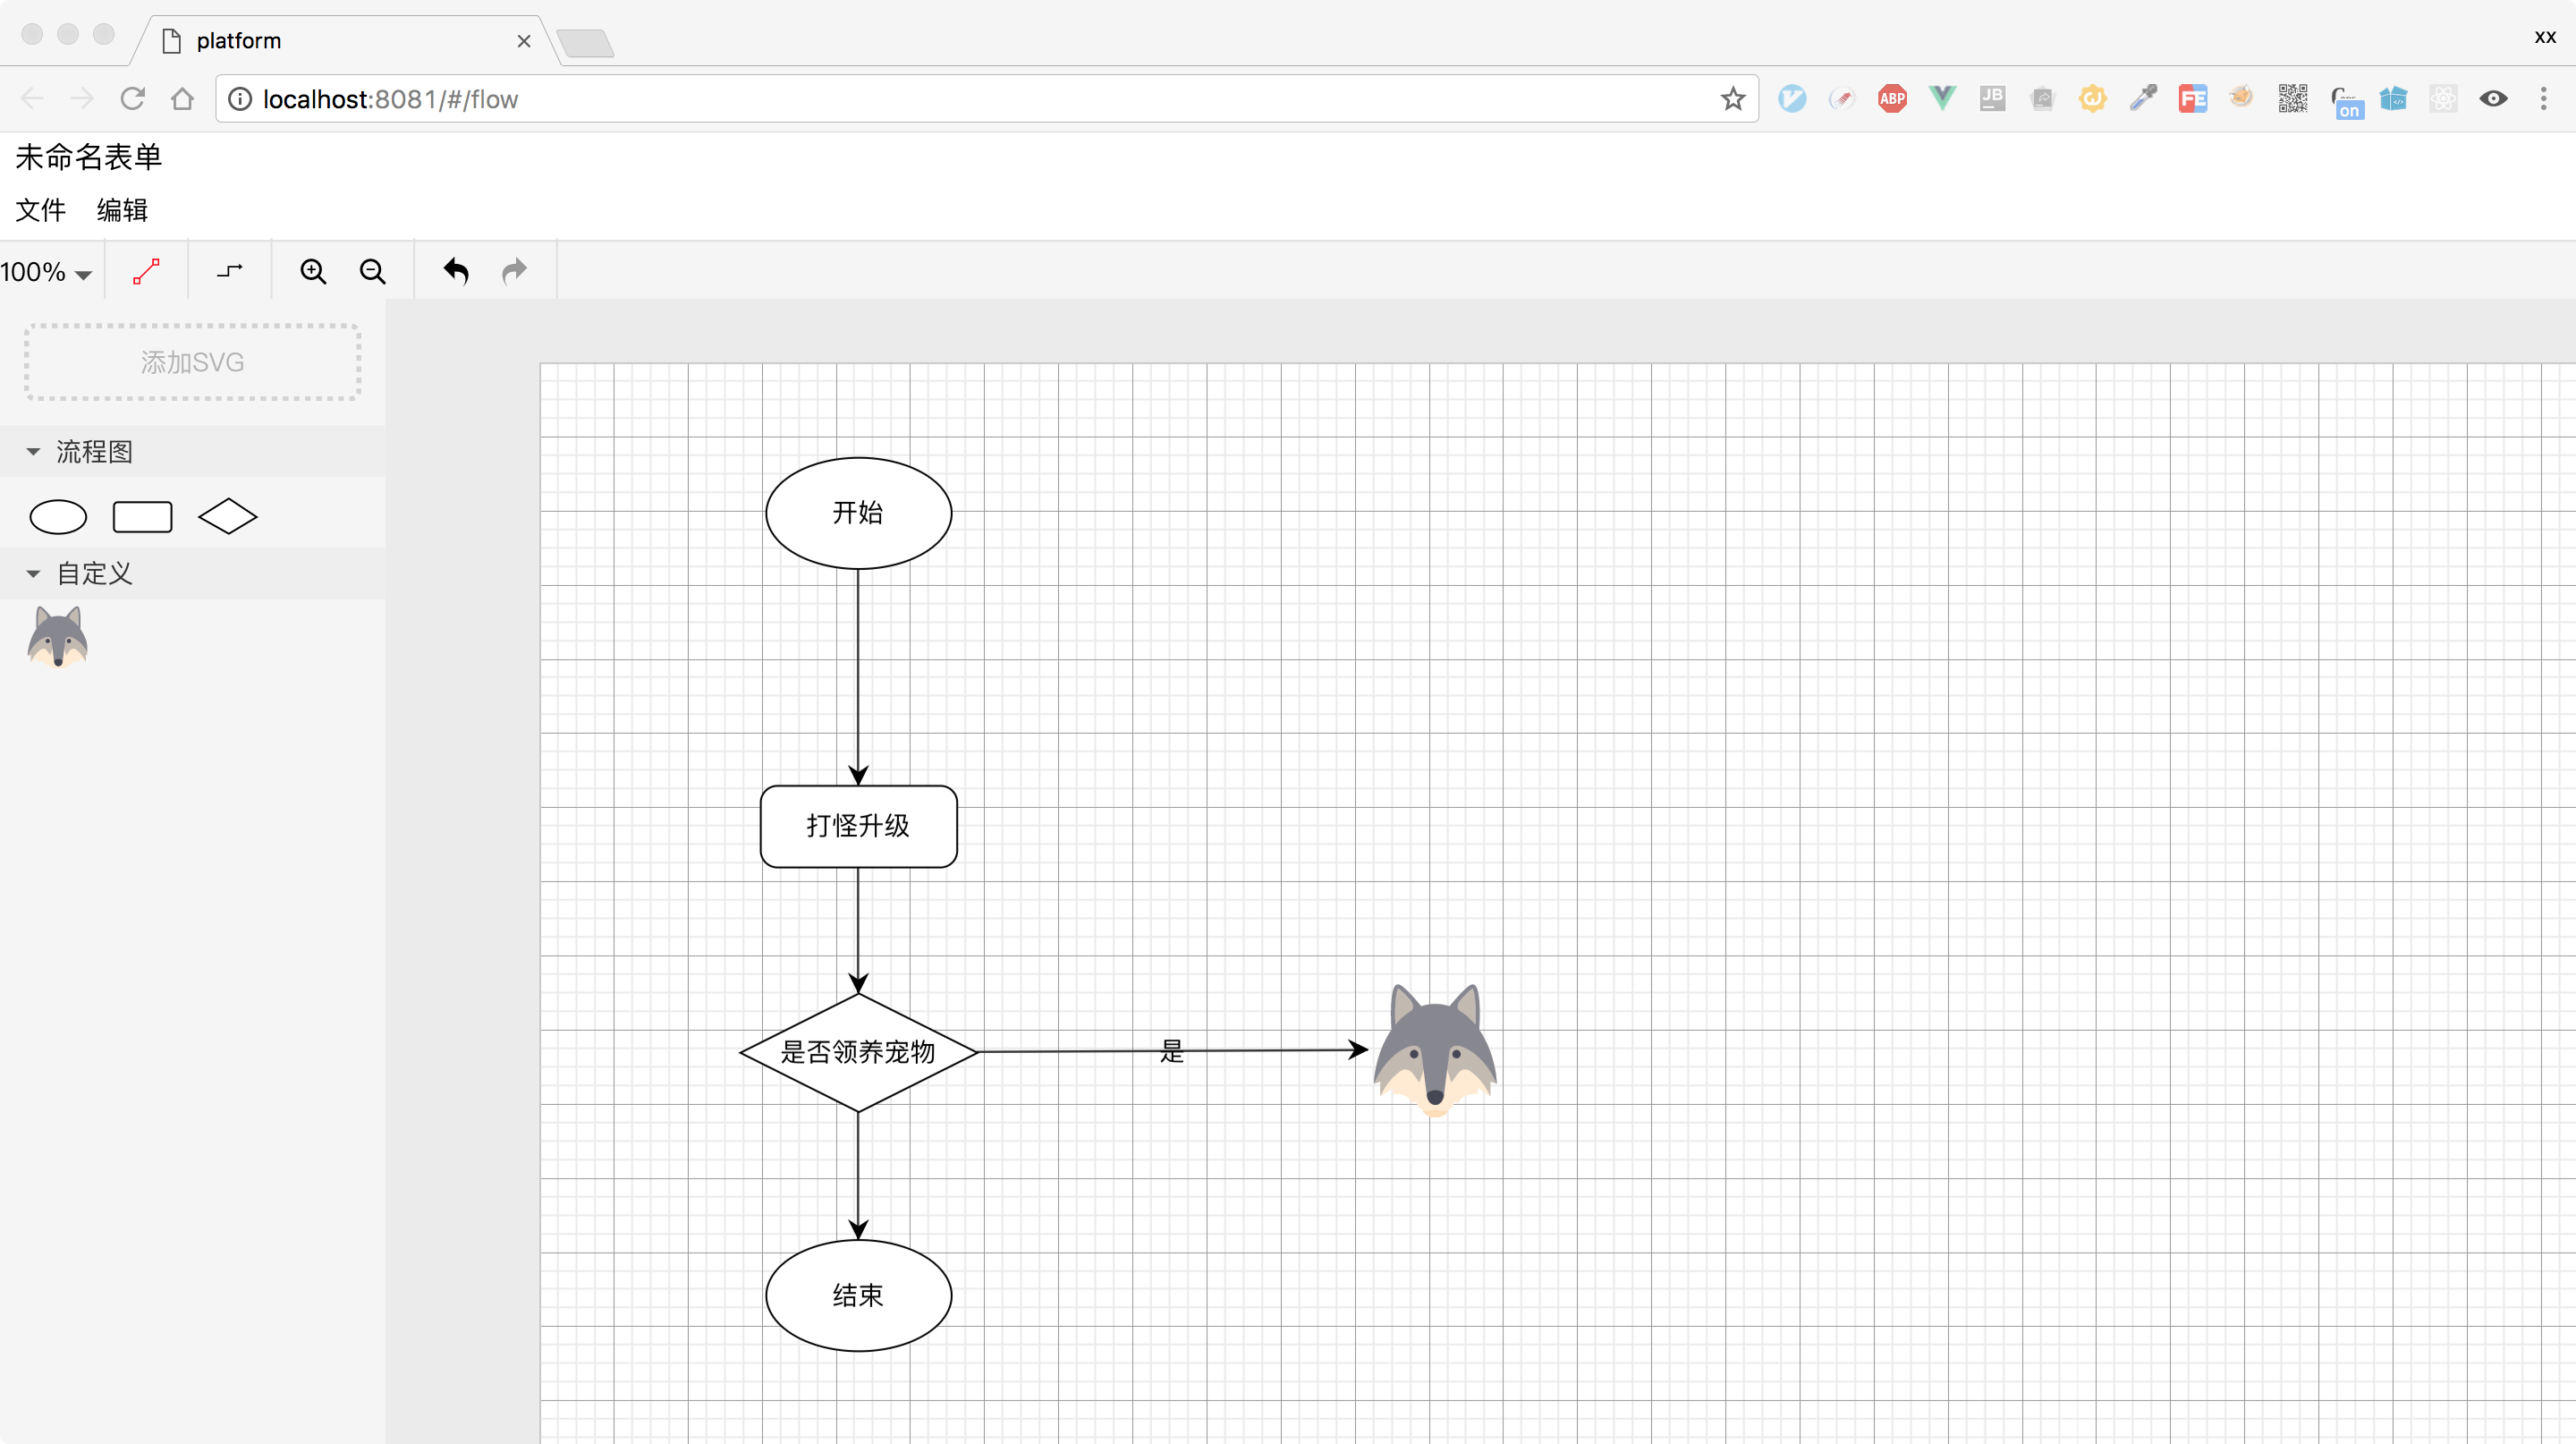 platform
xx
localhost:8081/#/flow
ABP
JB
FE
on
未命名表单
文件 编辑
100%
添加SVG
流程图
自定义
开始
打怪升级
是否领养宠物
是
结束